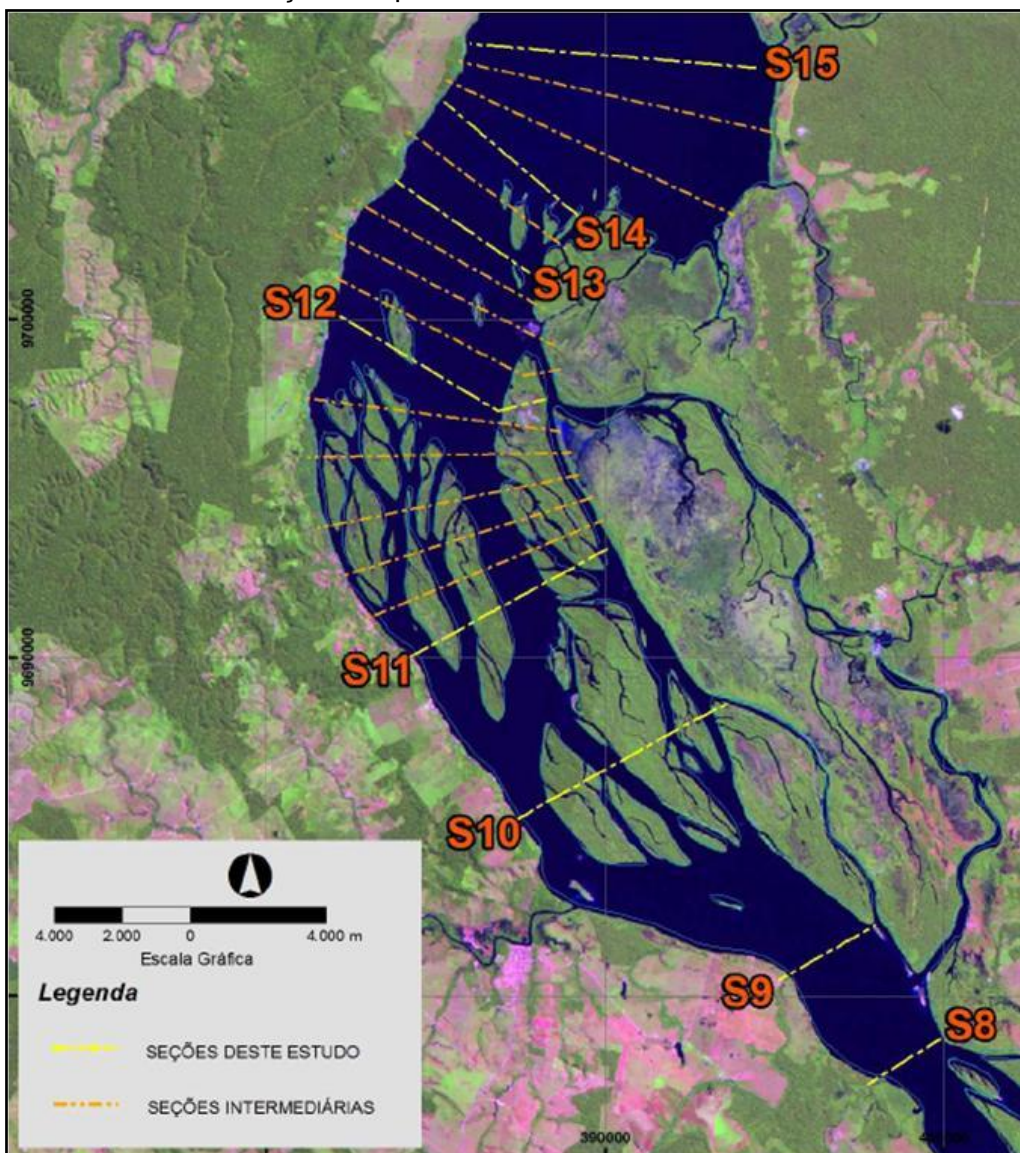 S15
S14
S13
S12
9700000
S11
9690000
S10
S9
S8
4.000 2.000 0 4.000 m
Escala Gráfica
Legenda
SEÇÕES DESTE ESTUDO
SEÇÕES INTERMEDIÁRIAS
390000